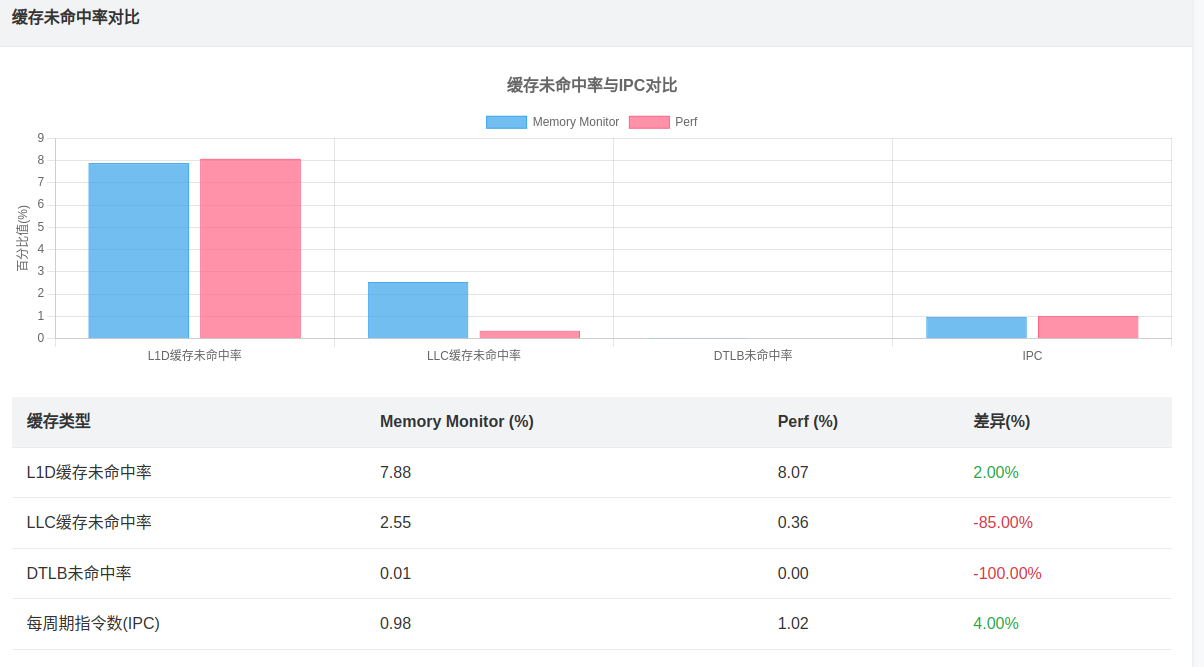 缓存未命中率对比
缓存未命中率与IPC对比
Memory Monitor Perf
百分比值(%)
9
8
7
6
5
4
3
2
1
0
L1D缓存未命中率 LLC缓存未命中率 DTLB未命中率 IPC
缓存类型 Memory Monitor (%) Perf (%) 差异(%)
L1D缓存未命中率 7.88 8.07 2.00%
LLC缓存未命中率 2.55 0.36 -85.00%
DTLB未命中率 0.01 0.00 -100.00%
每周期指令数(IPC) 0.98 1.02 4.00%